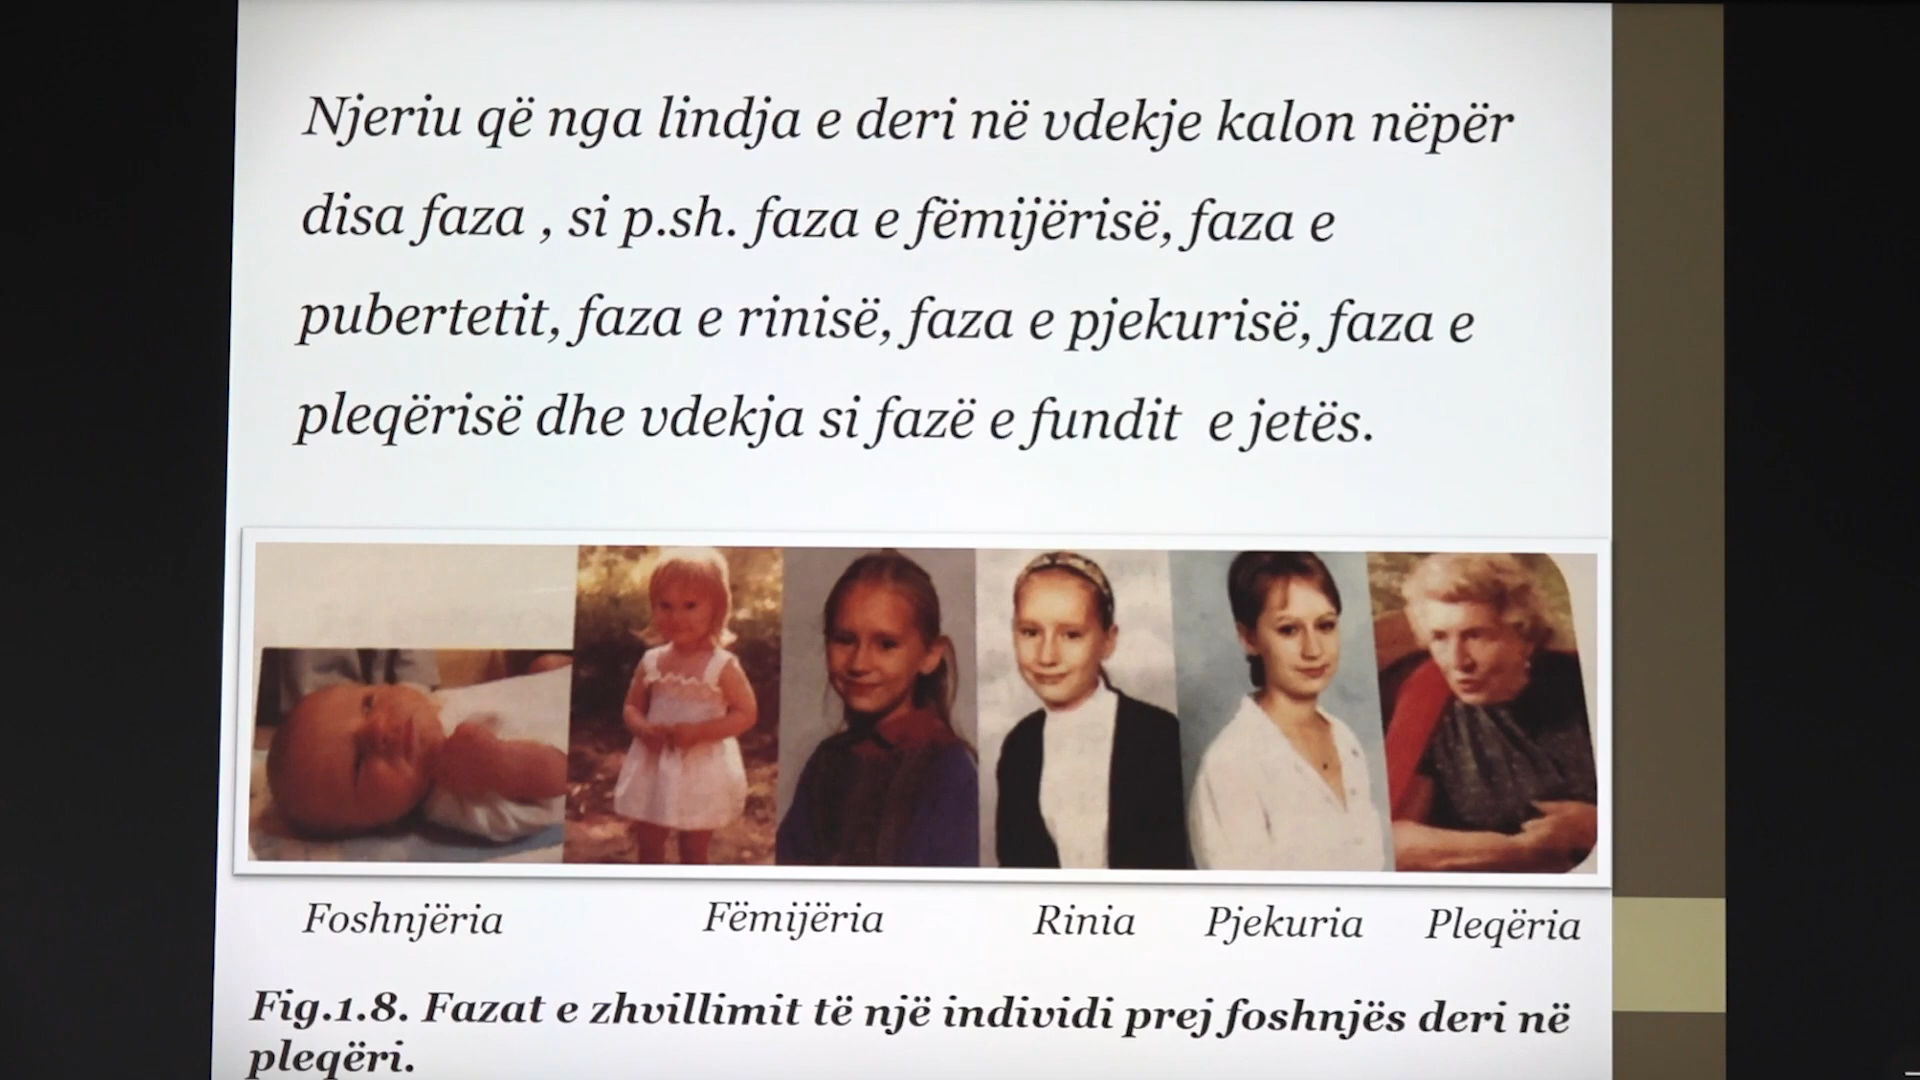 Njeriu që nga lindja e deri në vdekje kalon nëpër
disa faza , si p.sh. faza e fëmijërisë, faza e
pubertetit, faza e rinisë, faza e pjekurisë, faza e
pleqërisë dhe vdekja si fazë e fundit  e jetës.
Foshnjëria Fëmijëria Rinia Pjekuria Pleqëria
Fig.1.8. Fazat e zhvillimit të një individi prej foshnjës deri në
pleqëri.